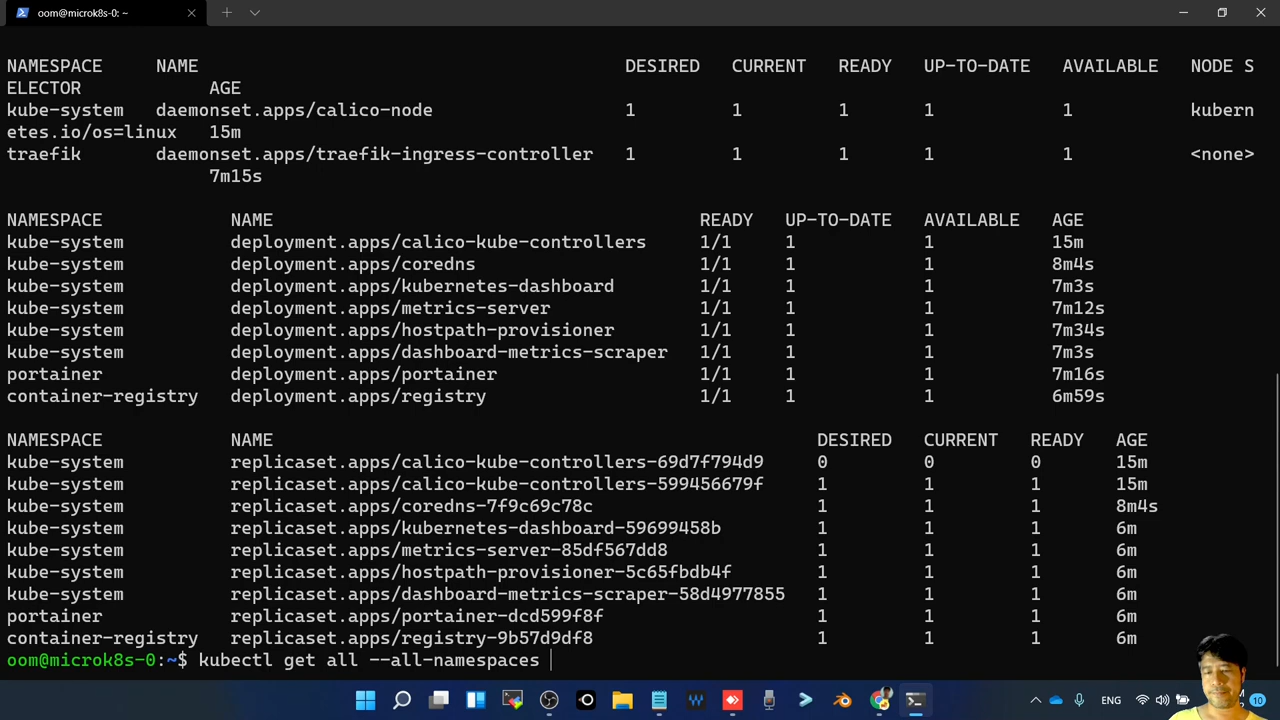 oom@microk8s-0: ~
NAMESPACE NAME DESIRED CURRENT READY UP-TO-DATE AVAILABLE NODE S
ELECTOR AGE
kube-system daemonset.apps/calico-node 1 1 1 1 1 kubern
etes.io/os=linux 15m
traefik daemonset.apps/traefik-ingress-controller 1 1 1 1 1 <none>
7m15s
NAMESPACE NAME READY UP-TO-DATE AVAILABLE AGE
kube-system deployment.apps/calico-kube-controllers 1/1 1 1 15m
kube-system deployment.apps/coredns 1/1 1 1 8m4s
kube-system deployment.apps/kubernetes-dashboard 1/1 1 1 7m3s
kube-system deployment.apps/metrics-server 1/1 1 1 7m12s
kube-system deployment.apps/hostpath-provisioner 1/1 1 1 7m34s
kube-system deployment.apps/dashboard-metrics-scraper 1/1 1 1 7m3s
portainer deployment.apps/portainer 1/1 1 1 7m16s
container-registry deployment.apps/registry 1/1 1 1 6m59s
NAMESPACE NAME DESIRED CURRENT READY AGE
kube-system replicaset.apps/calico-kube-controllers-69d7f794d9 0 0 0 15m
kube-system replicaset.apps/calico-kube-controllers-599456679f 1 1 1 15m
kube-system replicaset.apps/coredns-7f9c69c78c 1 1 1 8m4s
kube-system replicaset.apps/kubernetes-dashboard-59699458b 1 1 1 6m
kube-system replicaset.apps/metrics-server-85df567dd8 1 1 1 6m
kube-system replicaset.apps/hostpath-provisioner-5c65fbdb4f 1 1 1 6m
kube-system replicaset.apps/dashboard-metrics-scraper-58d4977855 1 1 1 6m
portainer replicaset.apps/portainer-dcd599f8f 1 1 1 6m
container-registry replicaset.apps/registry-9b57d9df8 1 1 1 6m
oom@microk8s-0:~$ kubectl get all --all-namespaces
ENG 10